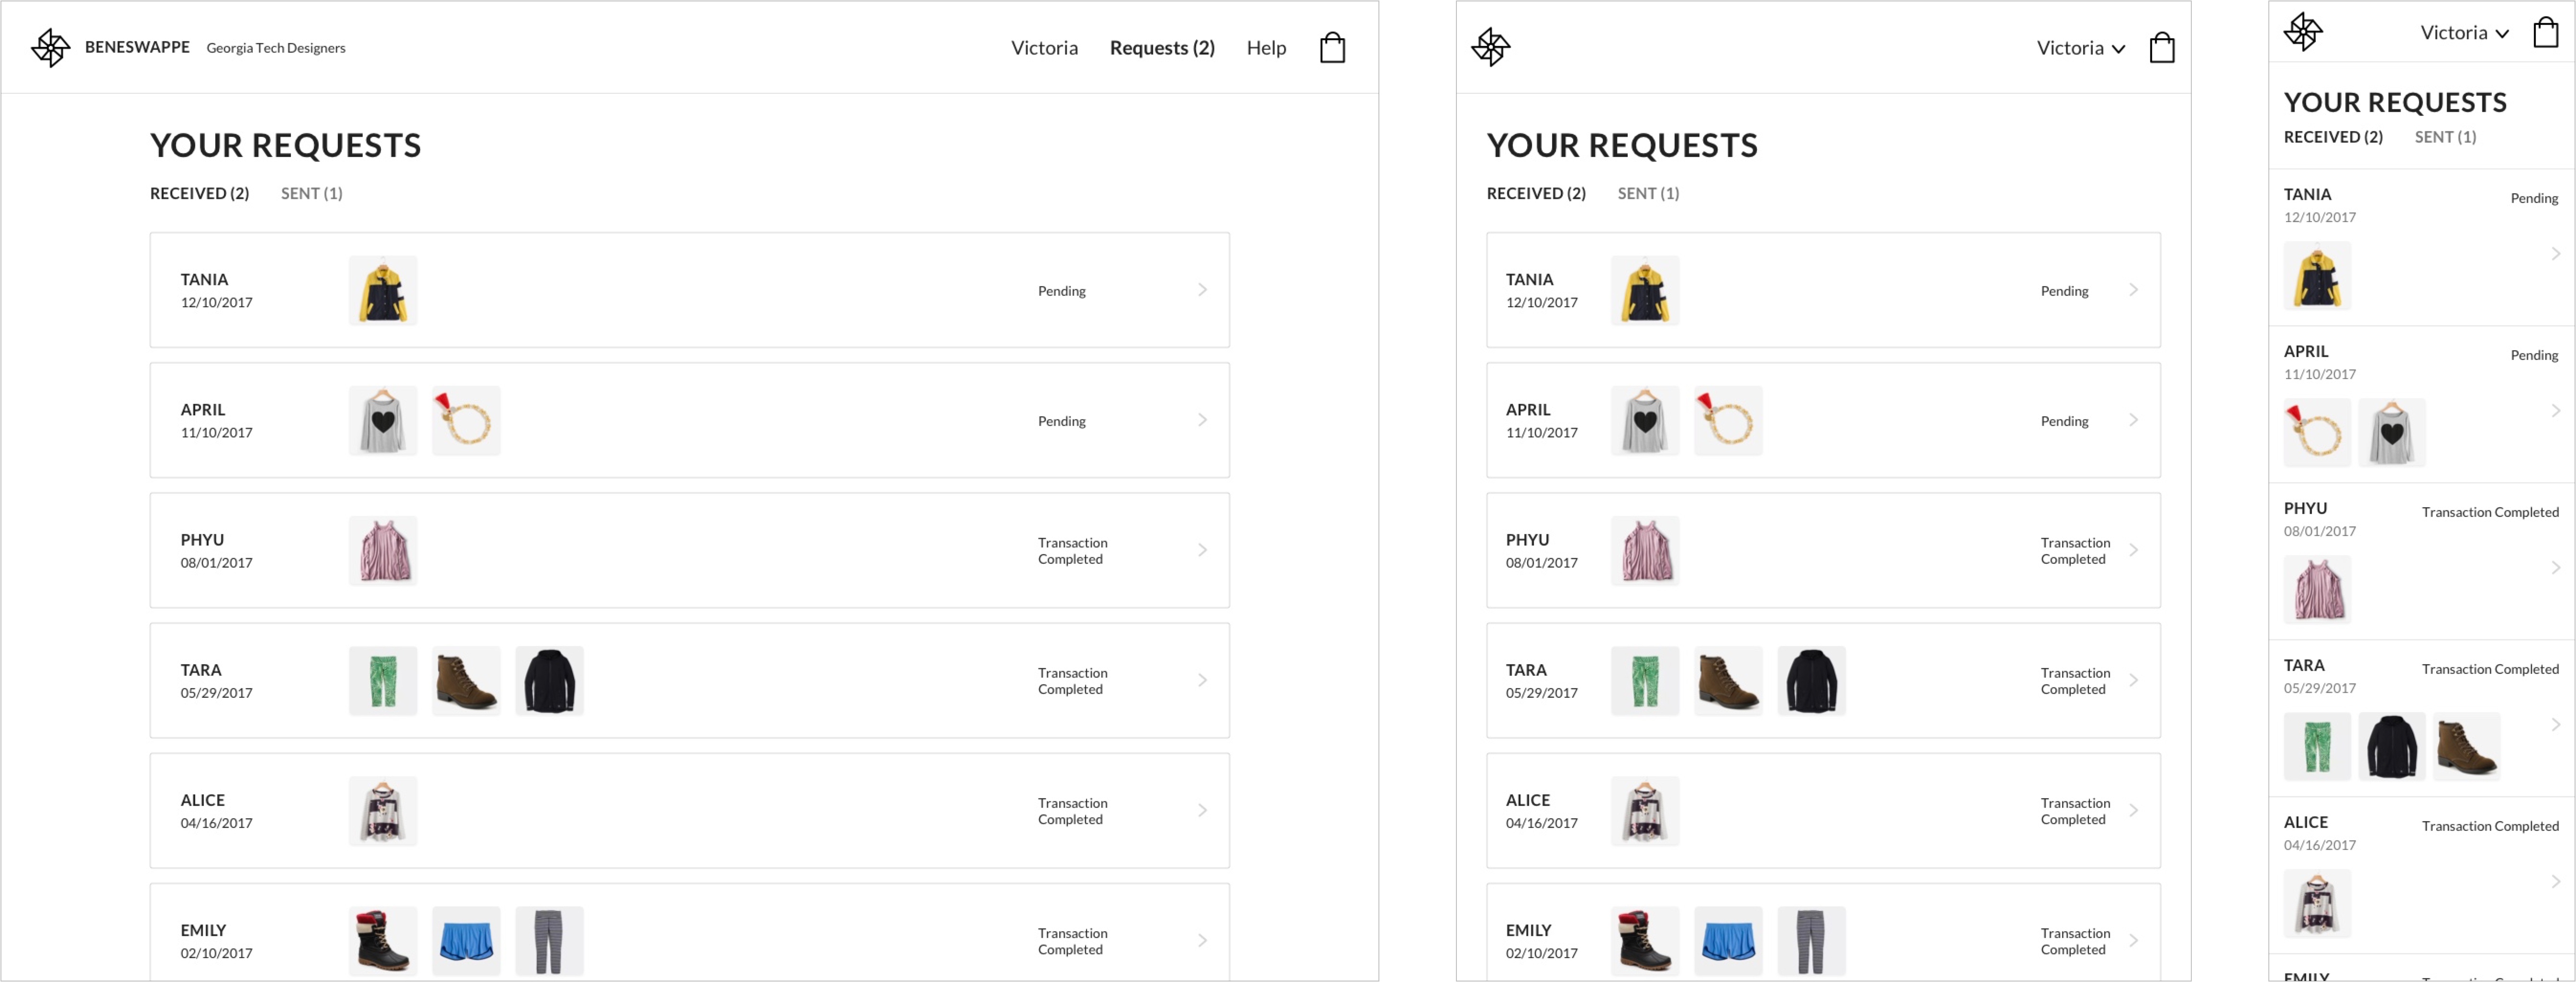 BENESWAPPE Georgia Tech Designers Victoria Requests (2) Help
YOUR REQUESTS
RECEIVED (2) SENT (1)
TANIA
12/10/2017
Pending
APRIL
11/10/2017
Pending
PHYU
08/01/2017
Transaction
Completed
TARA
05/29/2017
Transaction
Completed
ALICE
04/16/2017
Transaction
Completed
EMILY
02/10/2017
Transaction
Completed
Victoria
YOUR REQUESTS
RECEIVED (2) SENT (1)
TANIA
12/10/2017
Pending
APRIL
11/10/2017
Pending
PHYU
08/01/2017
Transaction
Completed
TARA
05/29/2017
Transaction
Completed
ALICE
04/16/2017
Transaction
Completed
EMILY
02/10/2017
Transaction
Completed
Victoria
YOUR REQUESTS
RECEIVED (2) SENT (1)
TANIA Pending
12/10/2017
APRIL Pending
11/10/2017
PHYU Transaction Completed
08/01/2017
TARA Transaction Completed
05/29/2017
ALICE Transaction Completed
04/16/2017
EMILY Transaction Completed